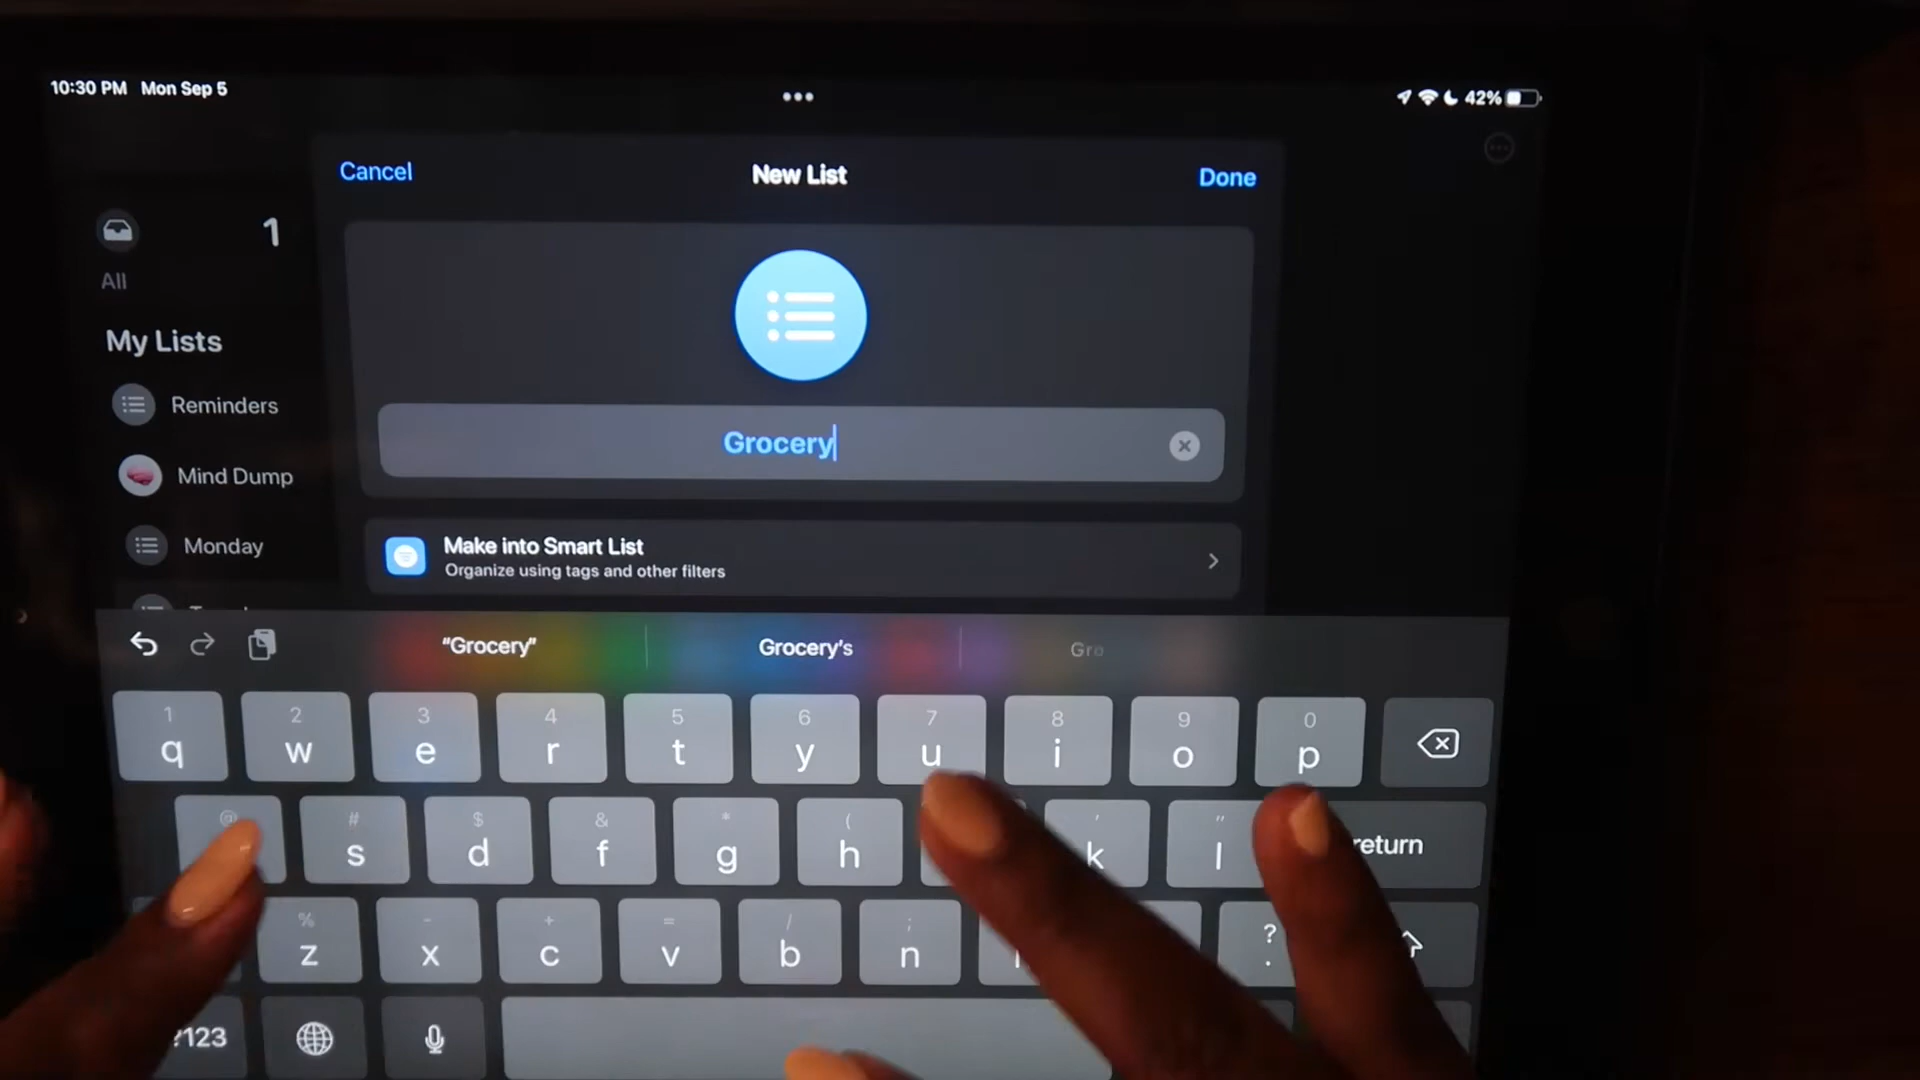 10:30 PM Mon Sep 5
42%
Cancel
New List
Done
1
All
My Lists
Reminders
Mind Dump
Monday
Grocery
Make into Smart List
Organize using tags and other filters
"Grocery"
Grocery's
Gro
1 2 3 4 5 6 7 8 9 0
q w e r t y u i o p
@ # $ & * ( ' "
s d f g h k l return
% - + = / ; ?
z x c v b n .
?123